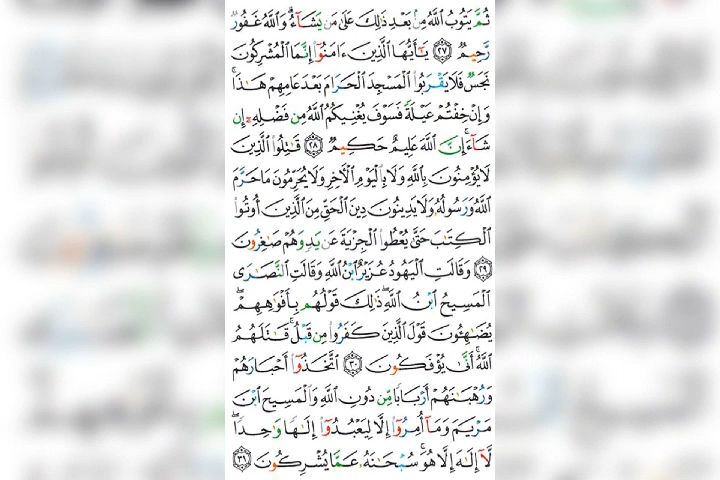 ثُمَّ يَتُوبُ ٱللَّهُ مِنۢ بَعْدِ ذَٰلِكَ عَلَىٰ مَن يَشَآءُۗ وَٱللَّهُ غَفُورٌ
رَّحِيمٌ ٢٧ يَٰٓأَيُّهَا ٱلَّذِينَ ءَامَنُوٓا۟ إِنَّمَا ٱلْمُشْرِكُونَ
نَجَسٌ فَلَا يَقْرَبُوا۟ ٱلْمَسْجِدَ ٱلْحَرَامَ بَعْدَ عَامِهِمْ هَٰذَاۚ
وَإِنْ خِفْتُمْ عَيْلَةً فَسَوْفَ يُغْنِيكُمُ ٱللَّهُ مِن فَضْلِهِۦٓ إِن
شَآءَۚ إِنَّ ٱللَّهَ عَلِيمٌ حَكِيمٌ ٢٨ قَٰتِلُوا۟ ٱلَّذِينَ
لَا يُؤْمِنُونَ بِٱللَّهِ وَلَا بِٱلْيَوْمِ ٱلْءَاخِرِ وَلَا يُحَرِّمُونَ مَا حَرَّمَ
ٱللَّهُ وَرَسُولُهُۥ وَلَا يَدِينُونَ دِينَ ٱلْحَقِّ مِنَ ٱلَّذِينَ أُوتُوا۟
ٱلْكِتَٰبَ حَتَّىٰ يُعْطُوا۟ ٱلْجِزْيَةَ عَن يَدٍ وَهُمْ صَٰغِرُونَ
٢٩ وَقَالَتِ ٱلْيَهُودُ عُزَيْرٌ ٱبْنُ ٱللَّهِ وَقَالَتِ ٱلنَّصَٰرَى
ٱلْمَسِيحُ ٱبْنُ ٱللَّهِۖ ذَٰلِكَ قَوْلُهُم بِأَفْوَٰهِهِمْۖ
يُضَٰهِـُٔونَ قَوْلَ ٱلَّذِينَ كَفَرُوا۟ مِن قَبْلُۚ قَٰتَلَهُمُ
ٱللَّهُۚ أَنَّىٰ يُؤْفَكُونَ ٣٠ ٱتَّخَذُوٓا۟ أَحْبَارَهُمْ
وَرُهْبَٰنَهُمْ أَرْبَابًا مِّن دُونِ ٱللَّهِ وَٱلْمَسِيحَ ٱبْنَ
مَرْيَمَ وَمَآ أُمِرُوٓا۟ إِلَّا لِيَعْبُدُوٓا۟ إِلَٰهًا وَٰحِدًاۖ
لَّآ إِلَٰهَ إِلَّا هُوَۚ سُبْحَٰنَهُۥ عَمَّا يُشْرِكُونَ ٣١